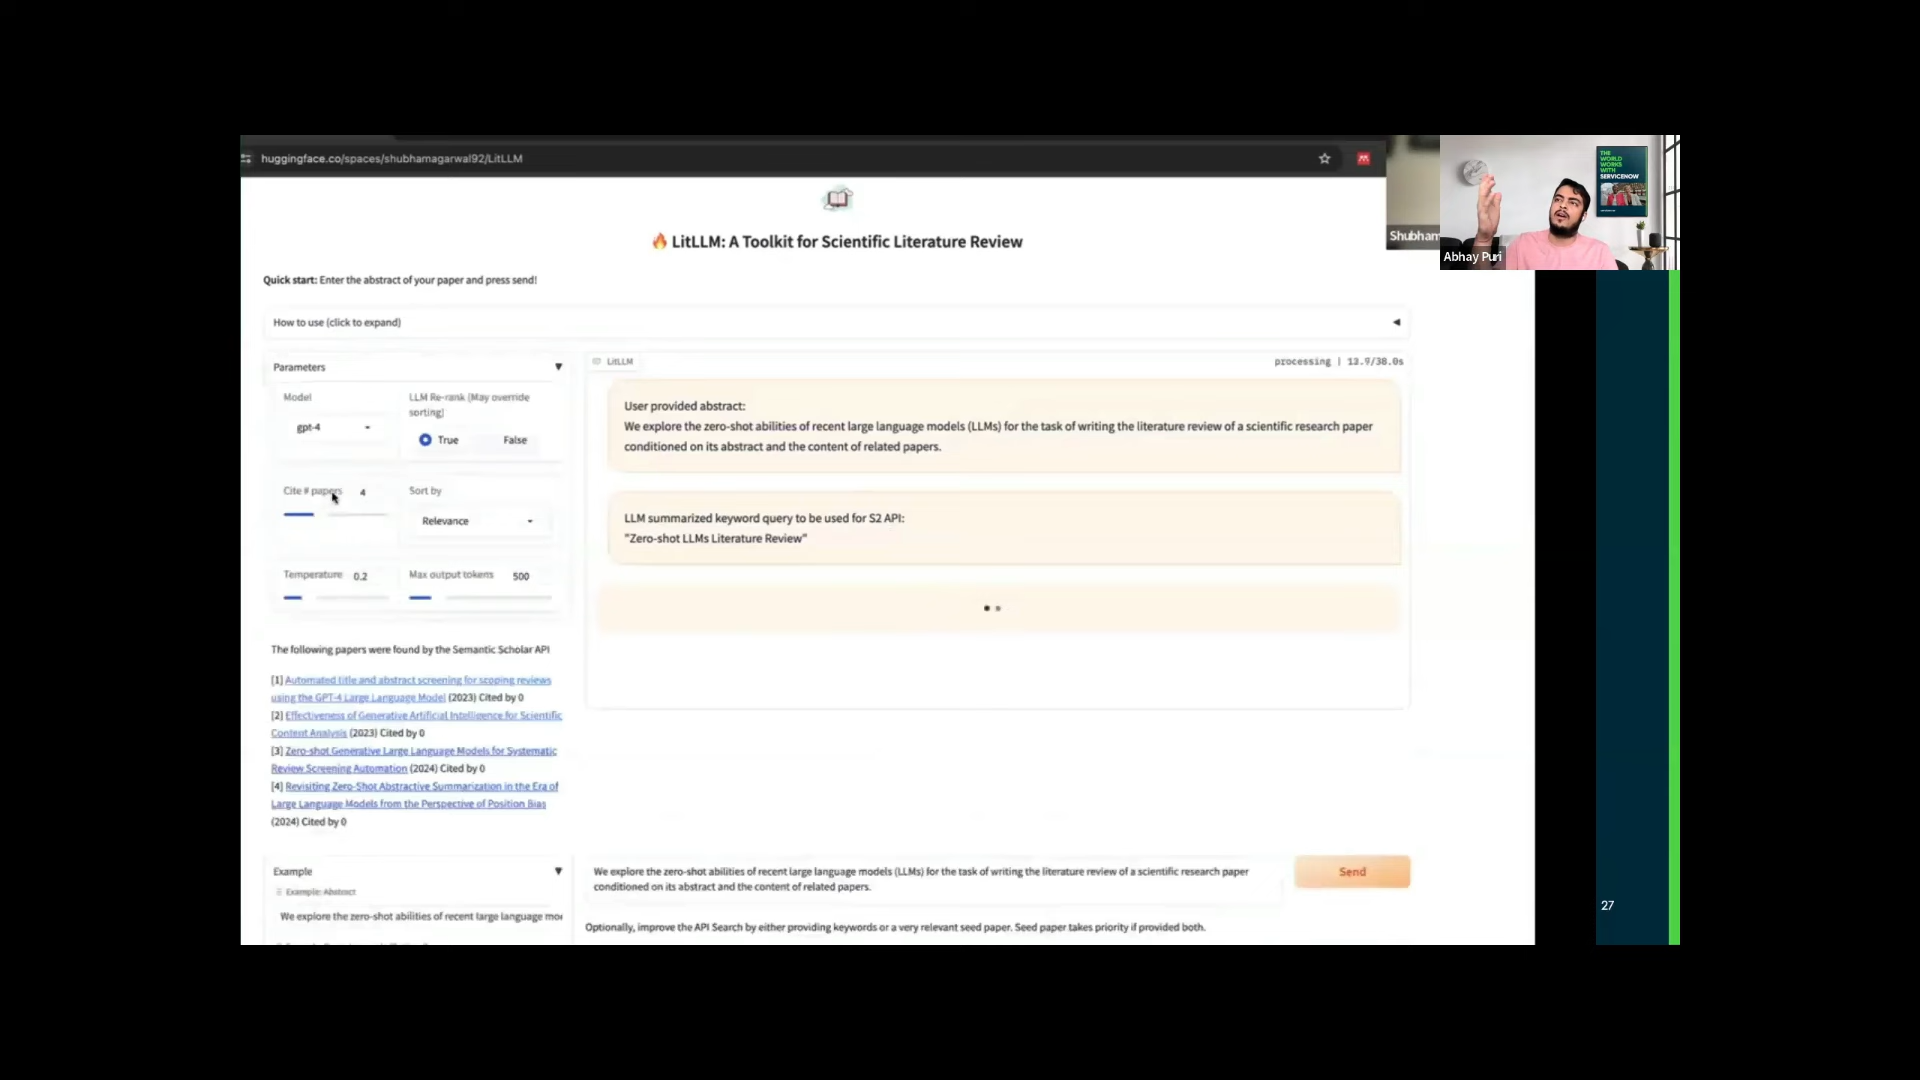 huggingface.co/spaces/shubhamagarwal92/LitLLM
THE
WORLD
WORKS
WITH
SERVICENOW
Shubham
Abhay Puri
🔥 LitLLM: A Toolkit for Scientific Literature Review
Quick start: Enter the abstract of your paper and press send!
How to use (click to expand)
Parameters
Model
gpt-4
LLM Re-rank (May override
sorting)
True
False
Cite # papers
4
Sort by
Relevance
Temperature
0.2
Max output tokens
500
LitLLM
processing | 13.9/38.0s
User provided abstract:
We explore the zero-shot abilities of recent large language models (LLMs) for the task of writing the literature review of a scientific research paper
conditioned on its abstract and the content of related papers.
LLM summarized keyword query to be used for S2 API:
"Zero-shot LLMs Literature Review"
The following papers were found by the Semantic Scholar API
[1] Automated title and abstract screening for scoping reviews
using the GPT-4 Large Language Model (2023) Cited by 0
[2] Effectiveness of Generative Artificial Intelligence for Scientific
Content Analysis (2023) Cited by 0
[3] Zero-shot Generative Large Language Models for Systematic
Review Screening Automation (2024) Cited by 0
[4] Revisiting Zero-Shot Abstractive Summarization in the Era of
Large Language Models from the Perspective of Position Bias
(2024) Cited by 0
Example
Example: Abstract
We explore the zero-shot abilities of recent large language mo
We explore the zero-shot abilities of recent large language models (LLMs) for the task of writing the literature review of a scientific research paper
conditioned on its abstract and the content of related papers.
Send
Optionally, improve the API Search by either providing keywords or a very relevant seed paper. Seed paper takes priority if provided both.
27